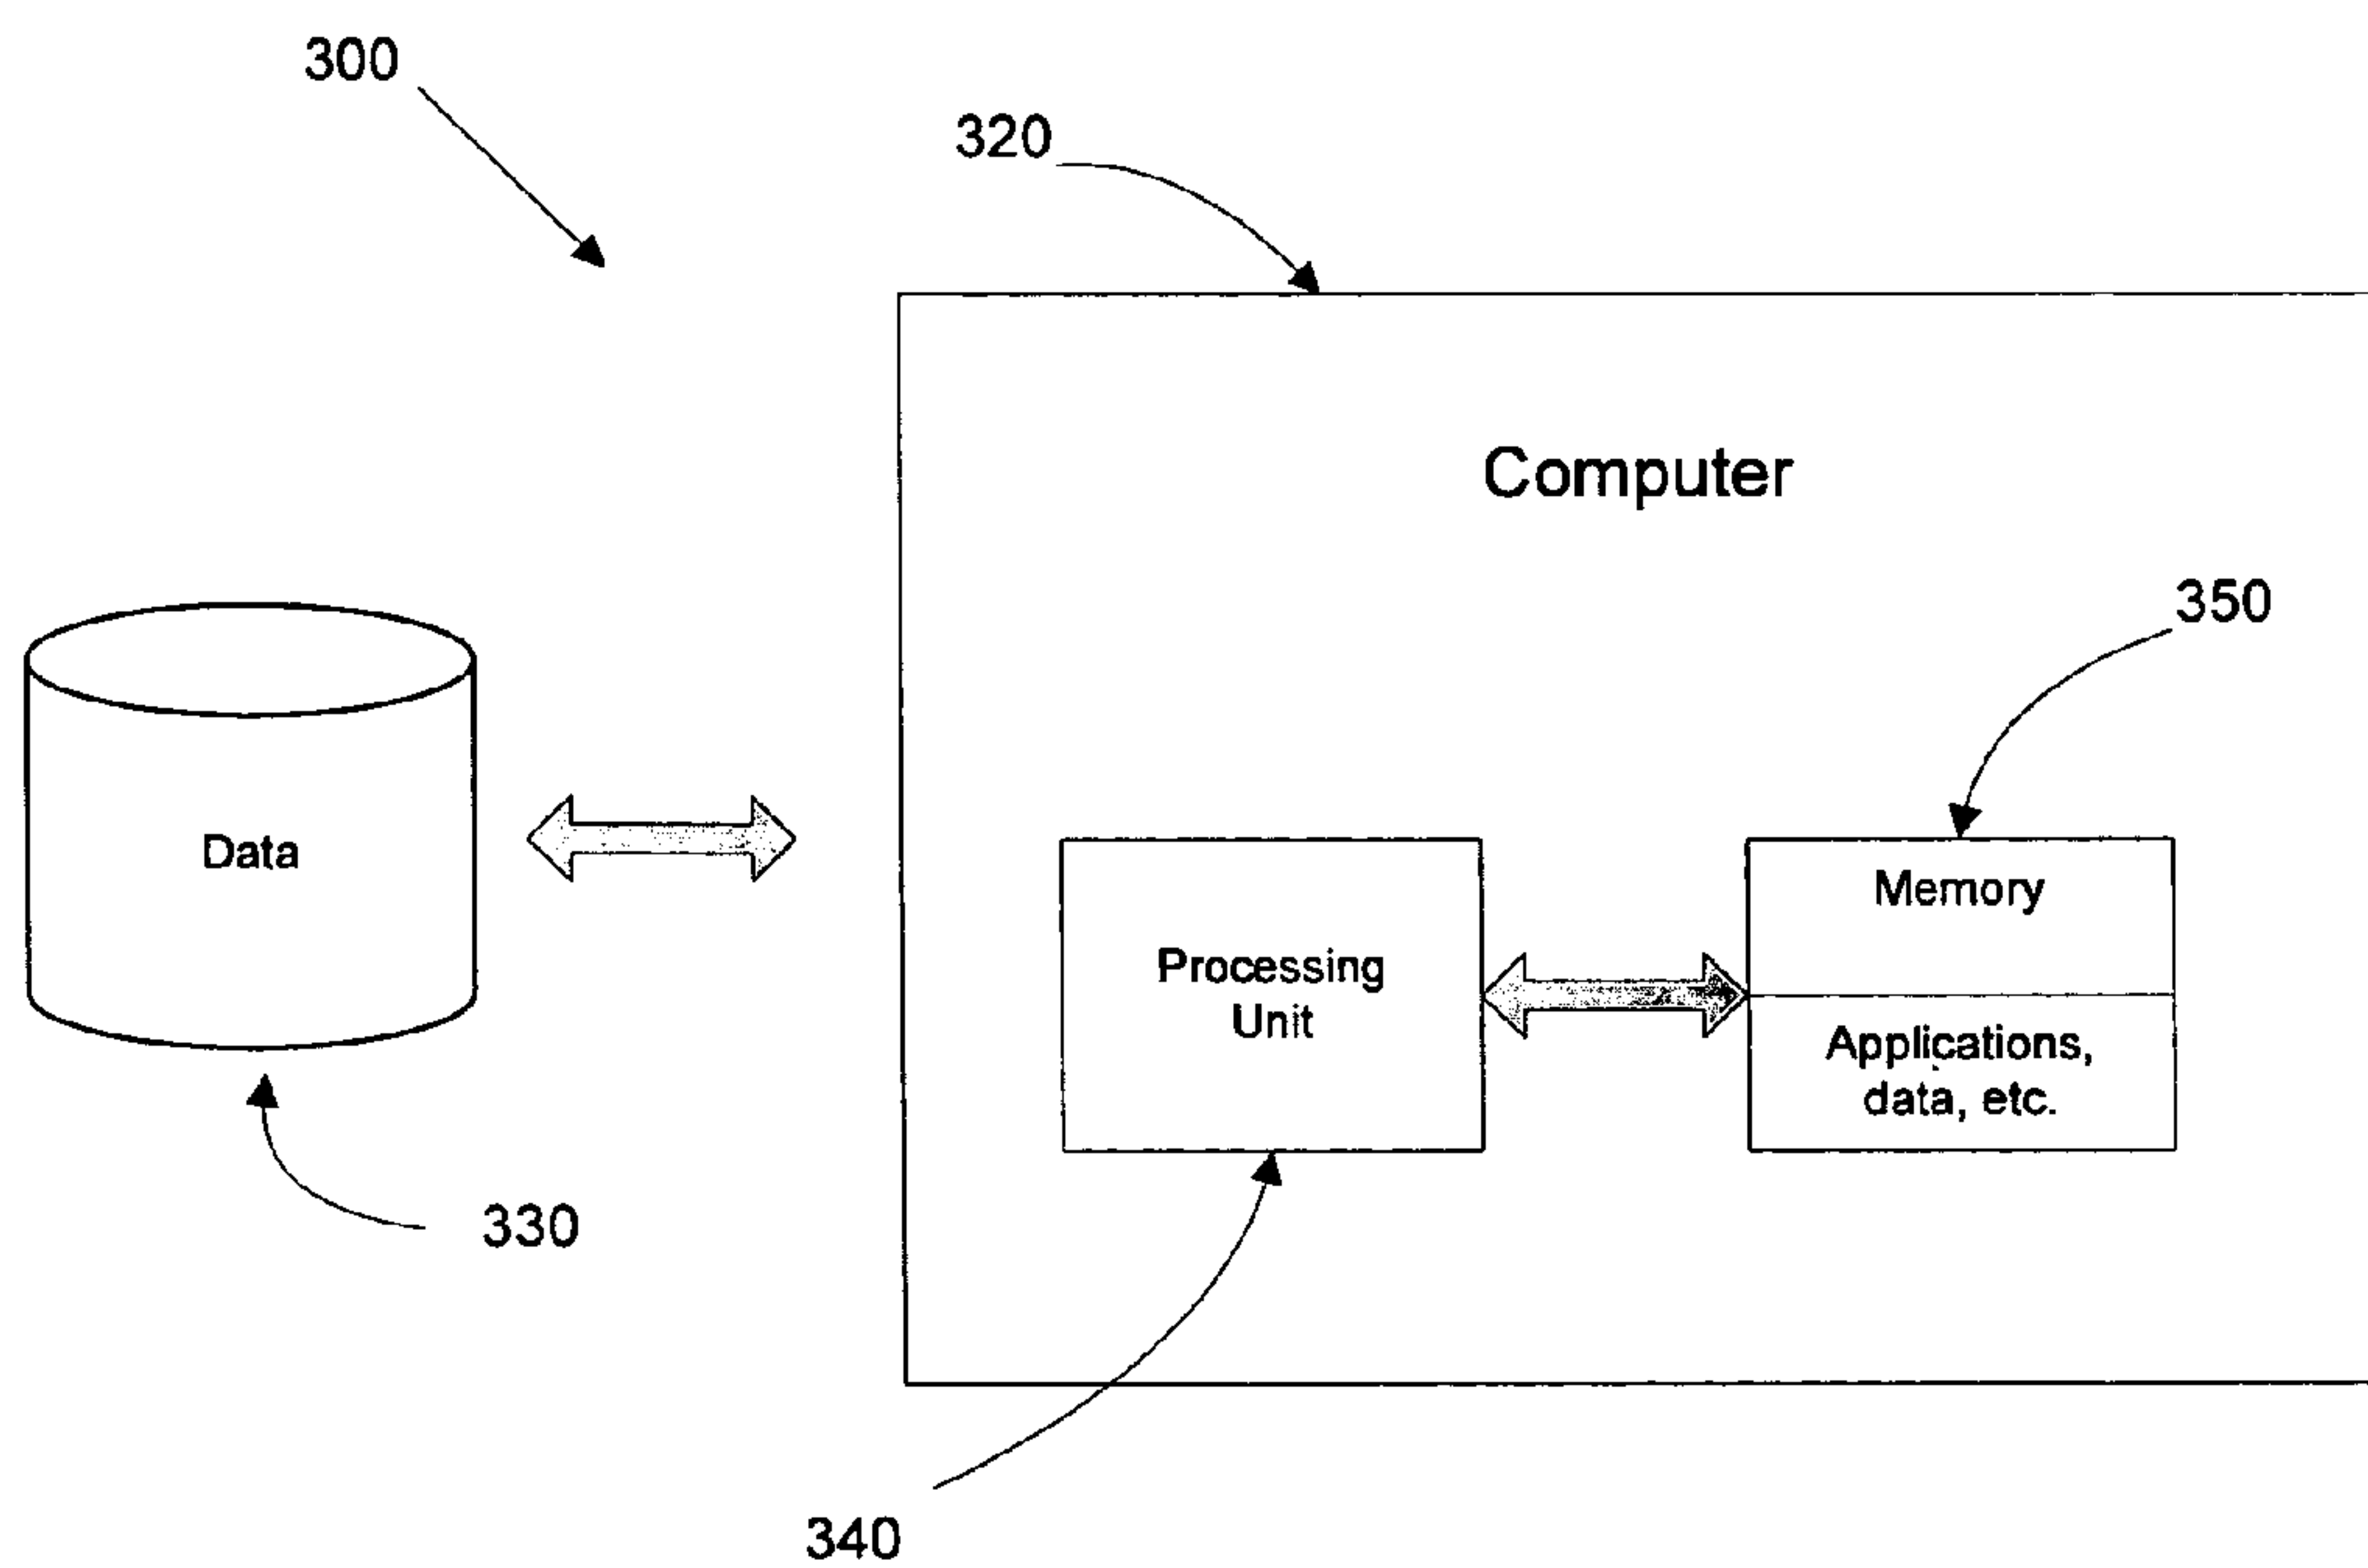 300
320
Computer
350
Data
Memory
Processing
Unit
Applications,
data, etc.
330
340